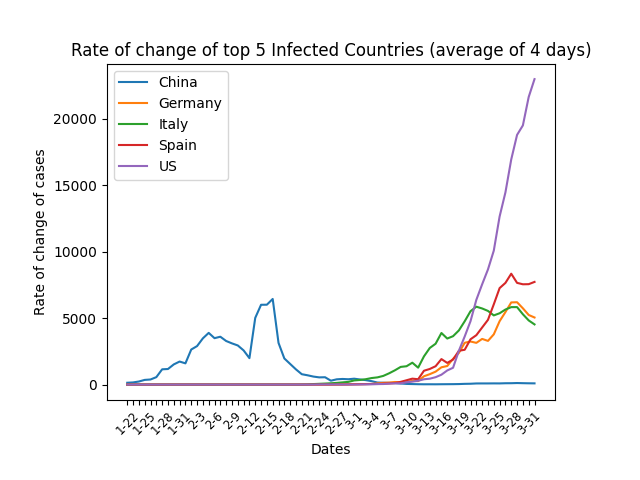 Rate of change of top 5 Infected Countries (average of 4 days)
China
Germany
Italy
Spain
US
Rate of change of cases
20000
15000
10000
5000
0
1-22 1-25 1-28 1-31 2-3 2-6 2-9 2-12 2-15 2-18 2-21 2-24 2-27 3-1 3-4 3-7 3-10 3-13 3-16 3-19 3-22 3-25 3-28 3-31
Dates